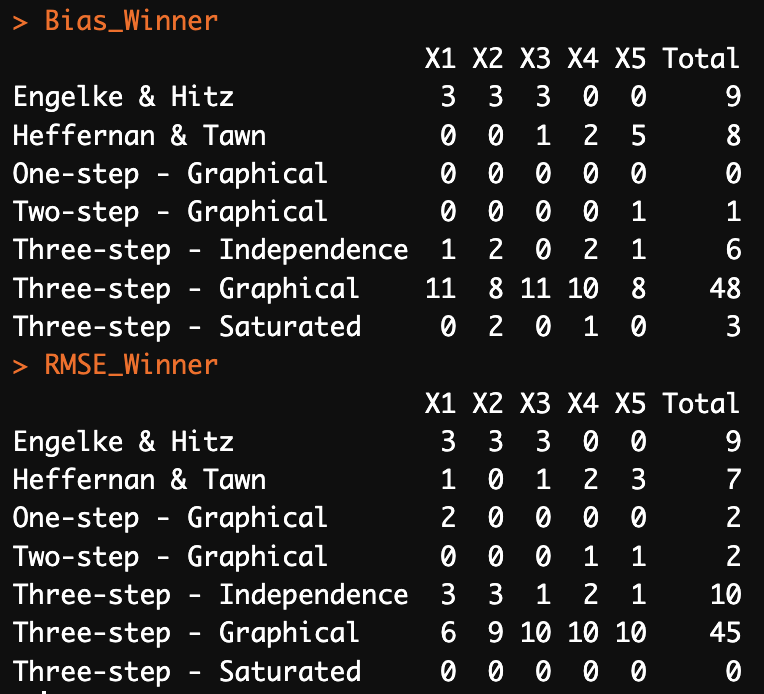 > Bias_Winner
X1 X2 X3 X4 X5 Total
Engelke & Hitz 3 3 3 0 0 9
Heffernan & Tawn 0 0 1 2 5 8
One-step - Graphical 0 0 0 0 0 0
Two-step - Graphical 0 0 0 0 1 1
Three-step - Independence 1 2 0 2 1 6
Three-step - Graphical 11 8 11 10 8 48
Three-step - Saturated 0 2 0 1 0 3
> RMSE_Winner
X1 X2 X3 X4 X5 Total
Engelke & Hitz 3 3 3 0 0 9
Heffernan & Tawn 1 0 1 2 3 7
One-step - Graphical 2 0 0 0 0 2
Two-step - Graphical 0 0 0 1 1 2
Three-step - Independence 3 3 1 2 1 10
Three-step - Graphical 6 9 10 10 10 45
Three-step - Saturated 0 0 0 0 0 0